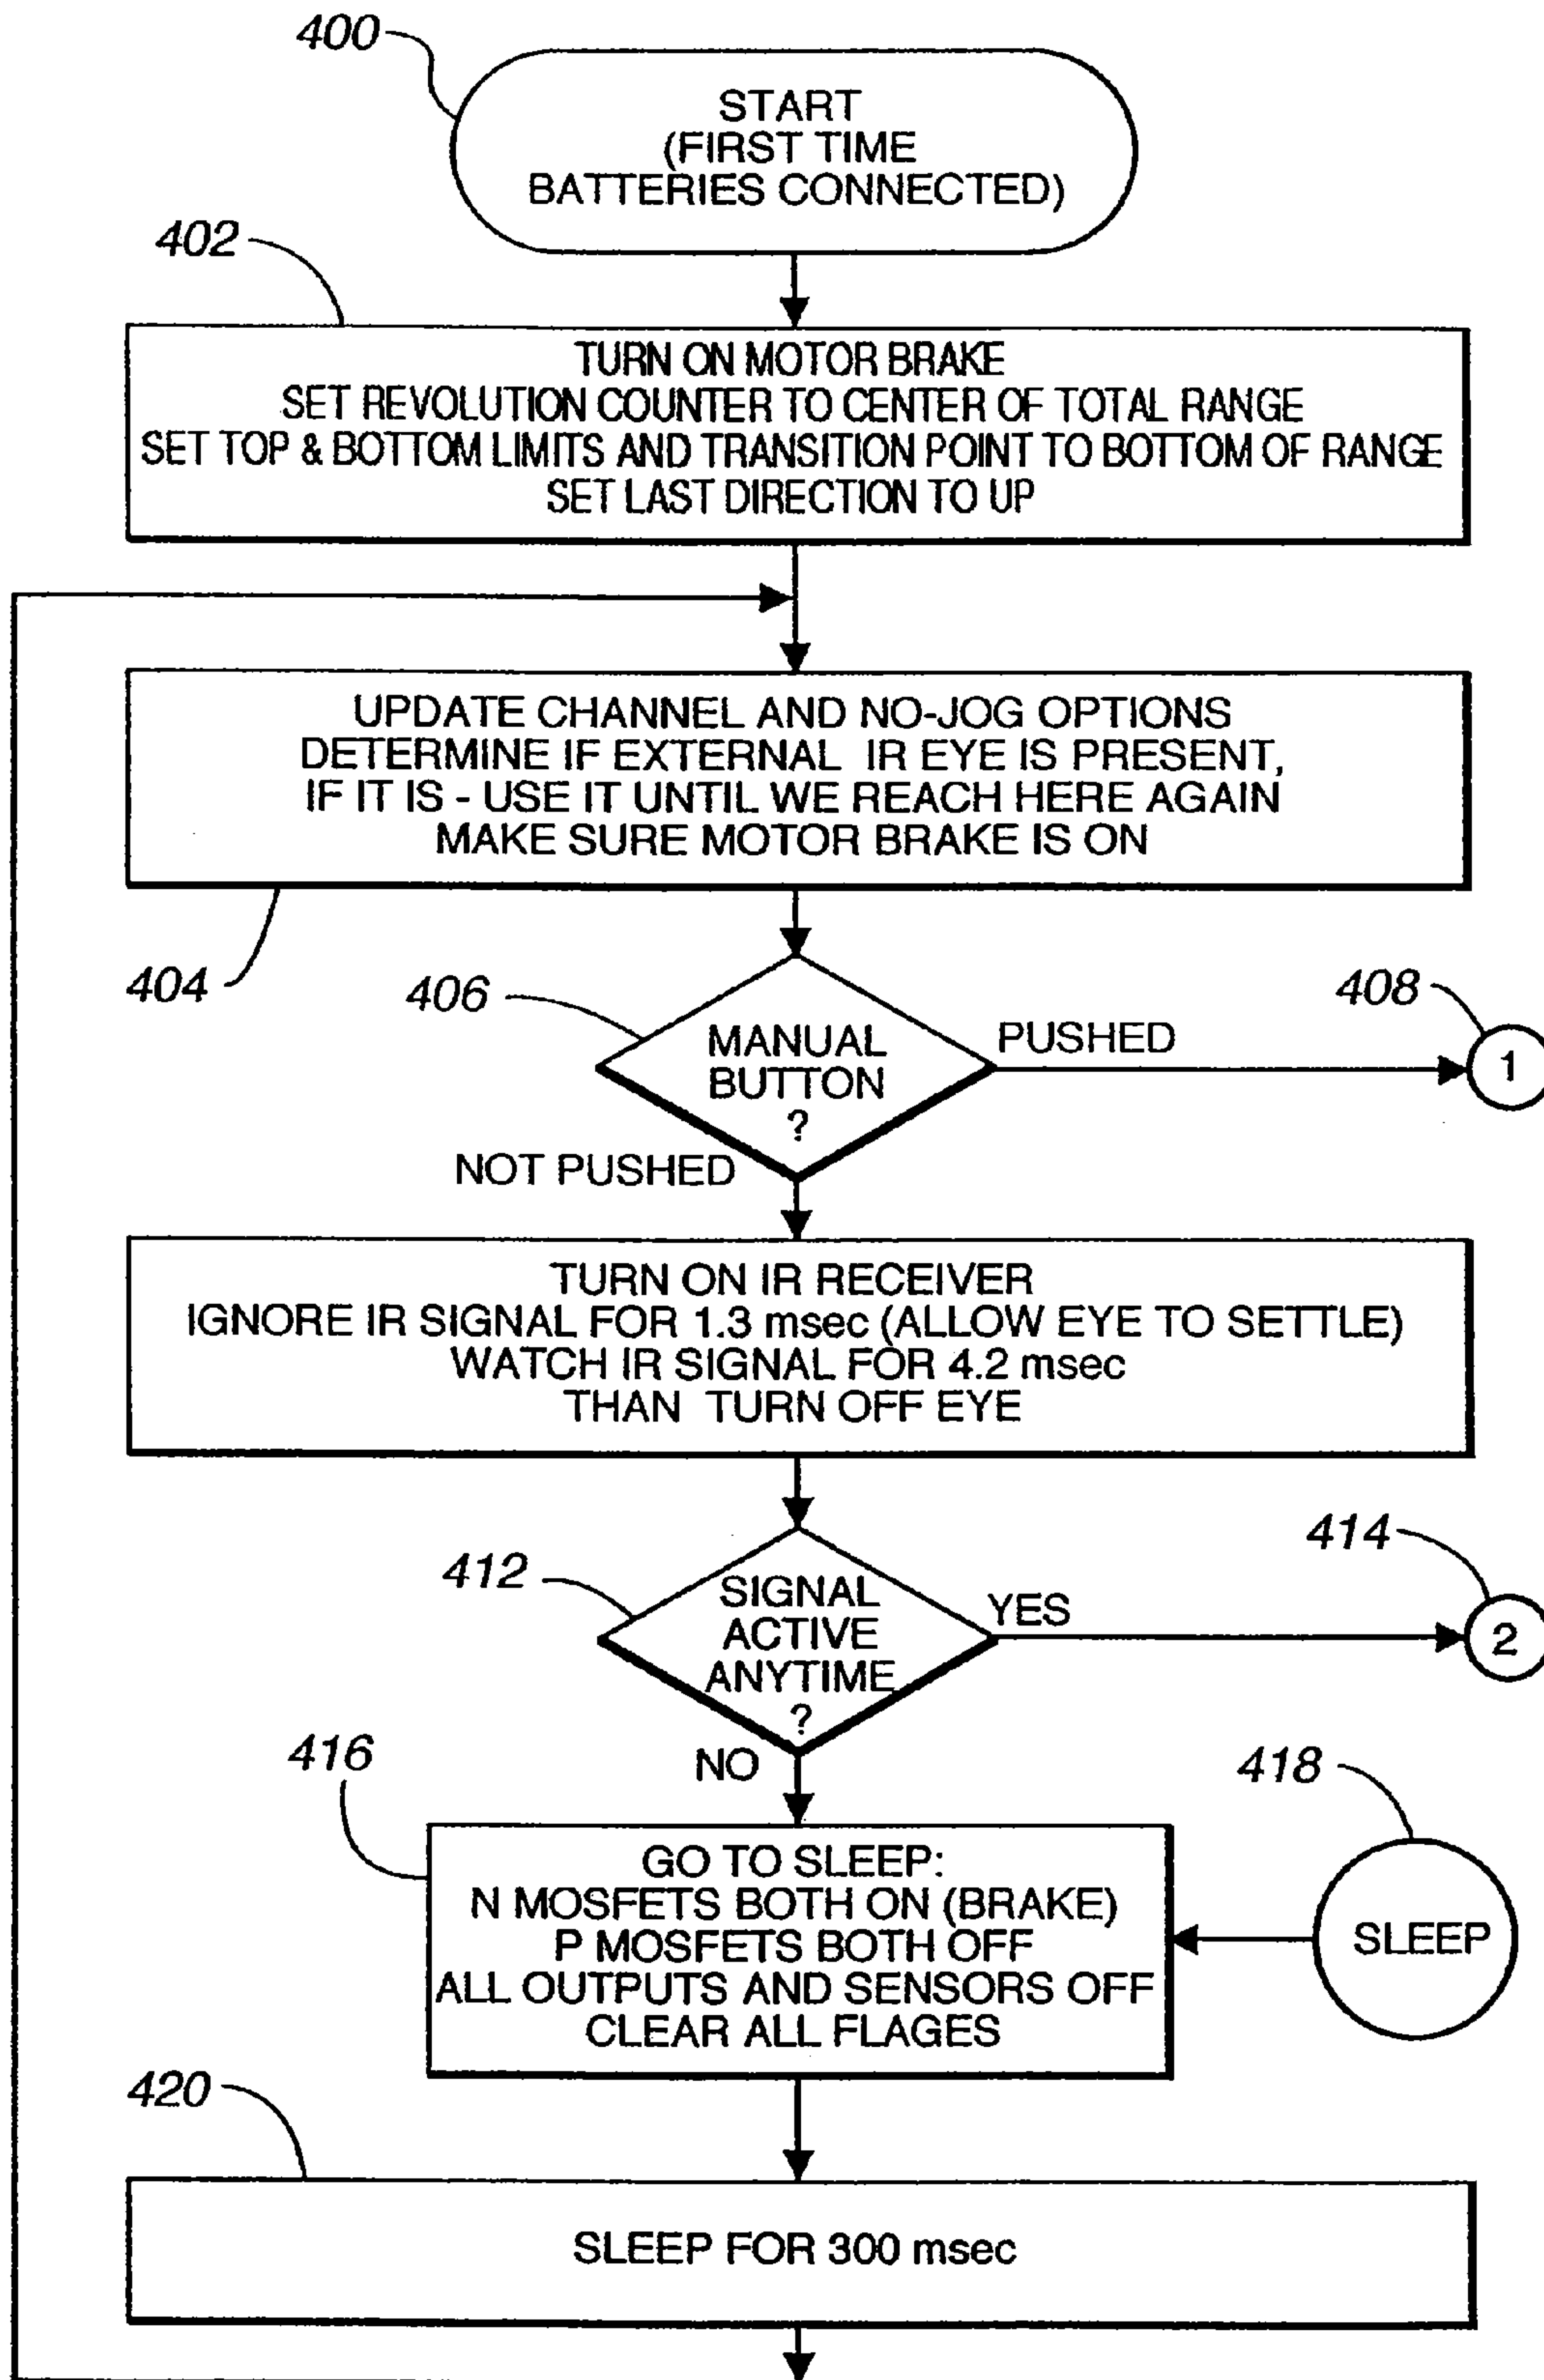 400
START
(FIRST TIME
BATTERIES CONNECTED)
402
TURN ON MOTOR BRAKE
SET REVOLUTION COUNTER TO CENTER OF TOTAL RANGE
SET TOP & BOTTOM LIMITS AND TRANSITION POINT TO BOTTOM OF RANGE
SET LAST DIRECTION TO UP
UPDATE CHANNEL AND NO-JOG OPTIONS
DETERMINE IF EXTERNAL IR EYE IS PRESENT,
IF IT IS - USE IT UNTIL WE REACH HERE AGAIN
MAKE SURE MOTOR BRAKE IS ON
404
406
MANUAL
BUTTON
?
PUSHED
408
1
NOT PUSHED
TURN ON IR RECEIVER
IGNORE IR SIGNAL FOR 1.3 msec (ALLOW EYE TO SETTLE)
WATCH IR SIGNAL FOR 4.2 msec
THAN TURN OFF EYE
412
SIGNAL
ACTIVE
ANYTIME
?
YES
414
2
NO
416
GO TO SLEEP:
N MOSFETS BOTH ON (BRAKE)
P MOSFETS BOTH OFF
ALL OUTPUTS AND SENSORS OFF
CLEAR ALL FLAGES
418
SLEEP
420
SLEEP FOR 300 msec